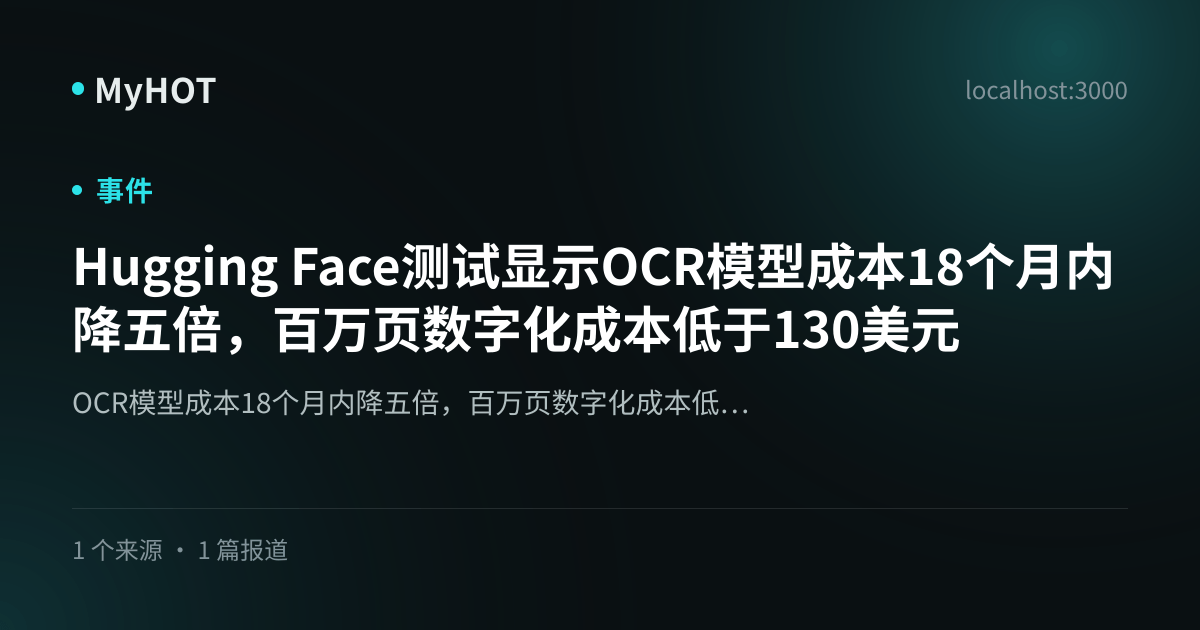 MyHOT
localhost:3000
事件
Hugging Face测试显示OCR模型成本18个月内
降五倍，百万页数字化成本低于130美元
OCR模型成本18个月内降五倍，百万页数字化成本低…
1 个来源 · 1 篇报道